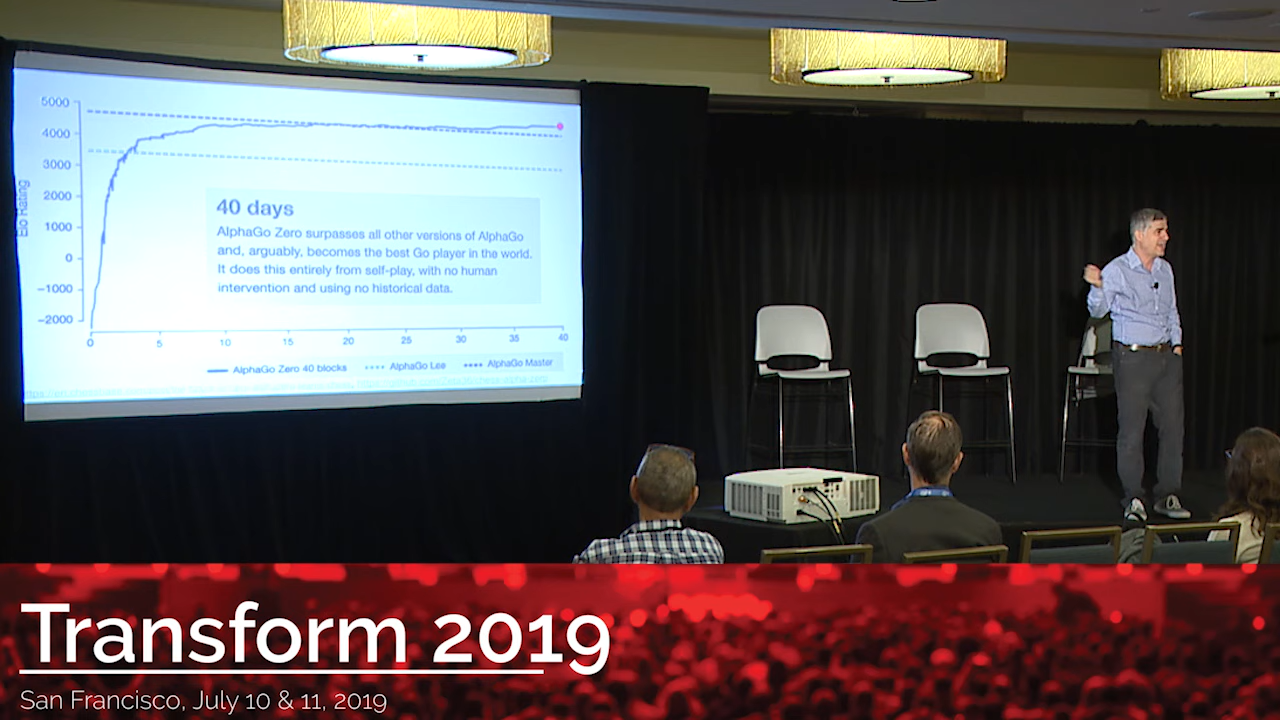 5000
4000
3000
2000
1000
0
−1000
−2000
Elo Rating
40 days
AlphaGo Zero surpasses all other versions of AlphaGo
and, arguably, becomes the best Go player in the world.
It does this entirely from self-play, with no human
intervention and using no historical data.
0 5 10 15 20 25 30 35 40
AlphaGo Zero 40 blocks AlphaGo Lee AlphaGo Master
Transform 2019
San Francisco, July 10 & 11, 2019